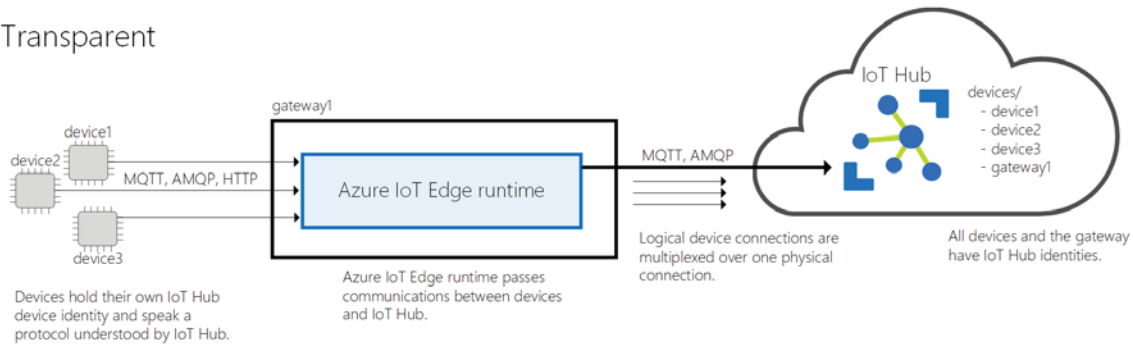 Transparent
gateway1
device1
device2
MQTT, AMQP, HTTP
device3
Azure IoT Edge runtime
MQTT, AMQP
IoT Hub
devices/
- device1
- device2
- device3
- gateway1
Devices hold their own IoT Hub
device identity and speak a
protocol understood by IoT Hub.
Azure IoT Edge runtime passes
communications between devices
and IoT Hub.
Logical device connections are
multiplexed over one physical
connection.
All devices and the gateway
have IoT Hub identities.